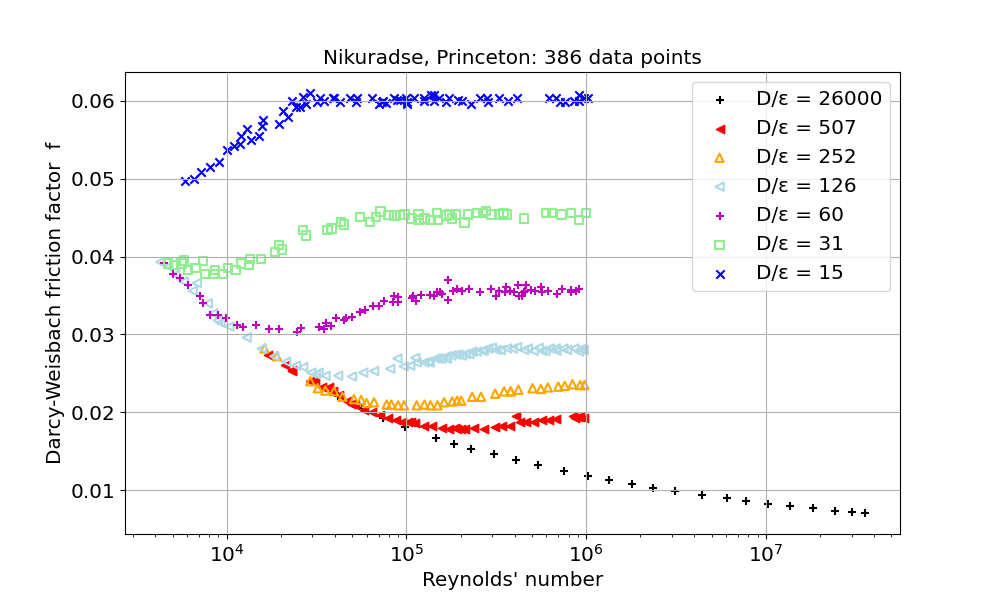 Nikuradse, Princeton: 386 data points
0.06
0.05
0.04
0.03
0.02
0.01
Darcy-Weisbach friction factor f
D/ε = 26000
D/ε = 507
D/ε = 252
D/ε = 126
D/ε = 60
D/ε = 31
D/ε = 15
10⁴ 10⁵ 10⁶ 10⁷
Reynolds' number